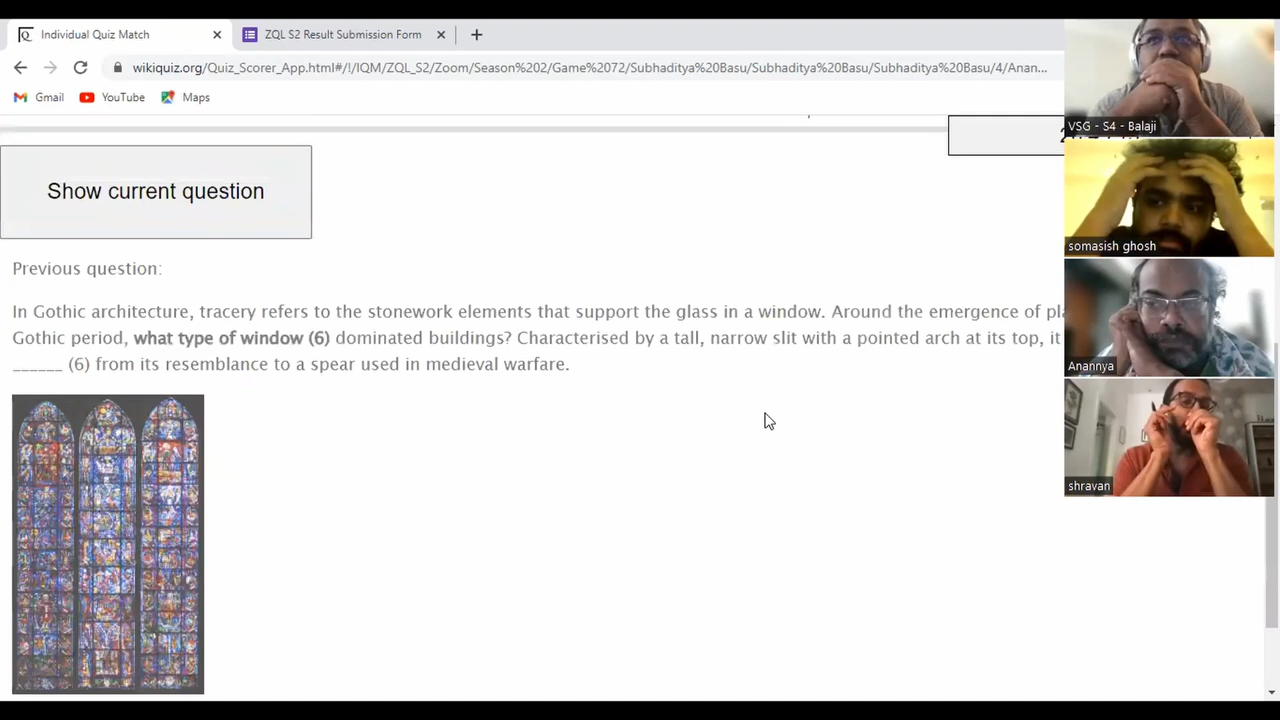 Individual Quiz Match
ZQL S2 Result Submission Form
wikiquiz.org/Quiz_Scorer_App.html#/I/IQM/ZQL_S2/Zoom/Season%202/Game%2072/Subhaditya%20Basu/Subhaditya%20Basu/Subhaditya%20Basu/4/Anan...
Gmail
YouTube
Maps
VSG - S4 - Balaji
Show current question
somasish ghosh
Previous question:
In Gothic architecture, tracery refers to the stonework elements that support the glass in a window. Around the emergence of
Gothic period, what type of window (6) dominated buildings? Characterised by a tall, narrow slit with a pointed arch at its top, it
______ (6) from its resemblance to a spear used in medieval warfare.
Anannya
shravan